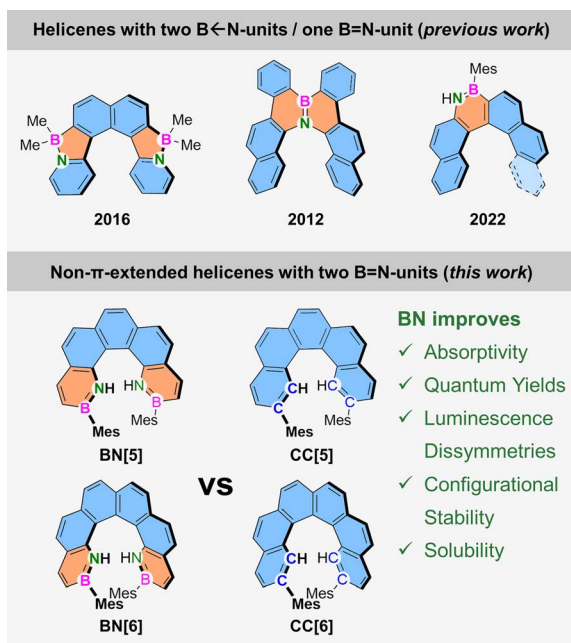 Helicenes with two B←N-units / one B=N-unit (previous work)
Me
Me
B
N
Me
B
Me
N
2016
B
N
2012
Mes
HN
B
2022
Non-π-extended helicenes with two B=N-units (this work)
NH
B
Mes
HN
B
Mes
BN[5]
CH
C
Mes
HC
C
Mes
CC[5]
vs
NH
B
Mes
HN
B
Mes
BN[6]
CH
C
Mes
HC
C
Mes
CC[6]
BN improves
✓ Absorptivity
✓ Quantum Yields
✓ Luminescence
Dissymmetries
✓ Configurational
Stability
✓ Solubility